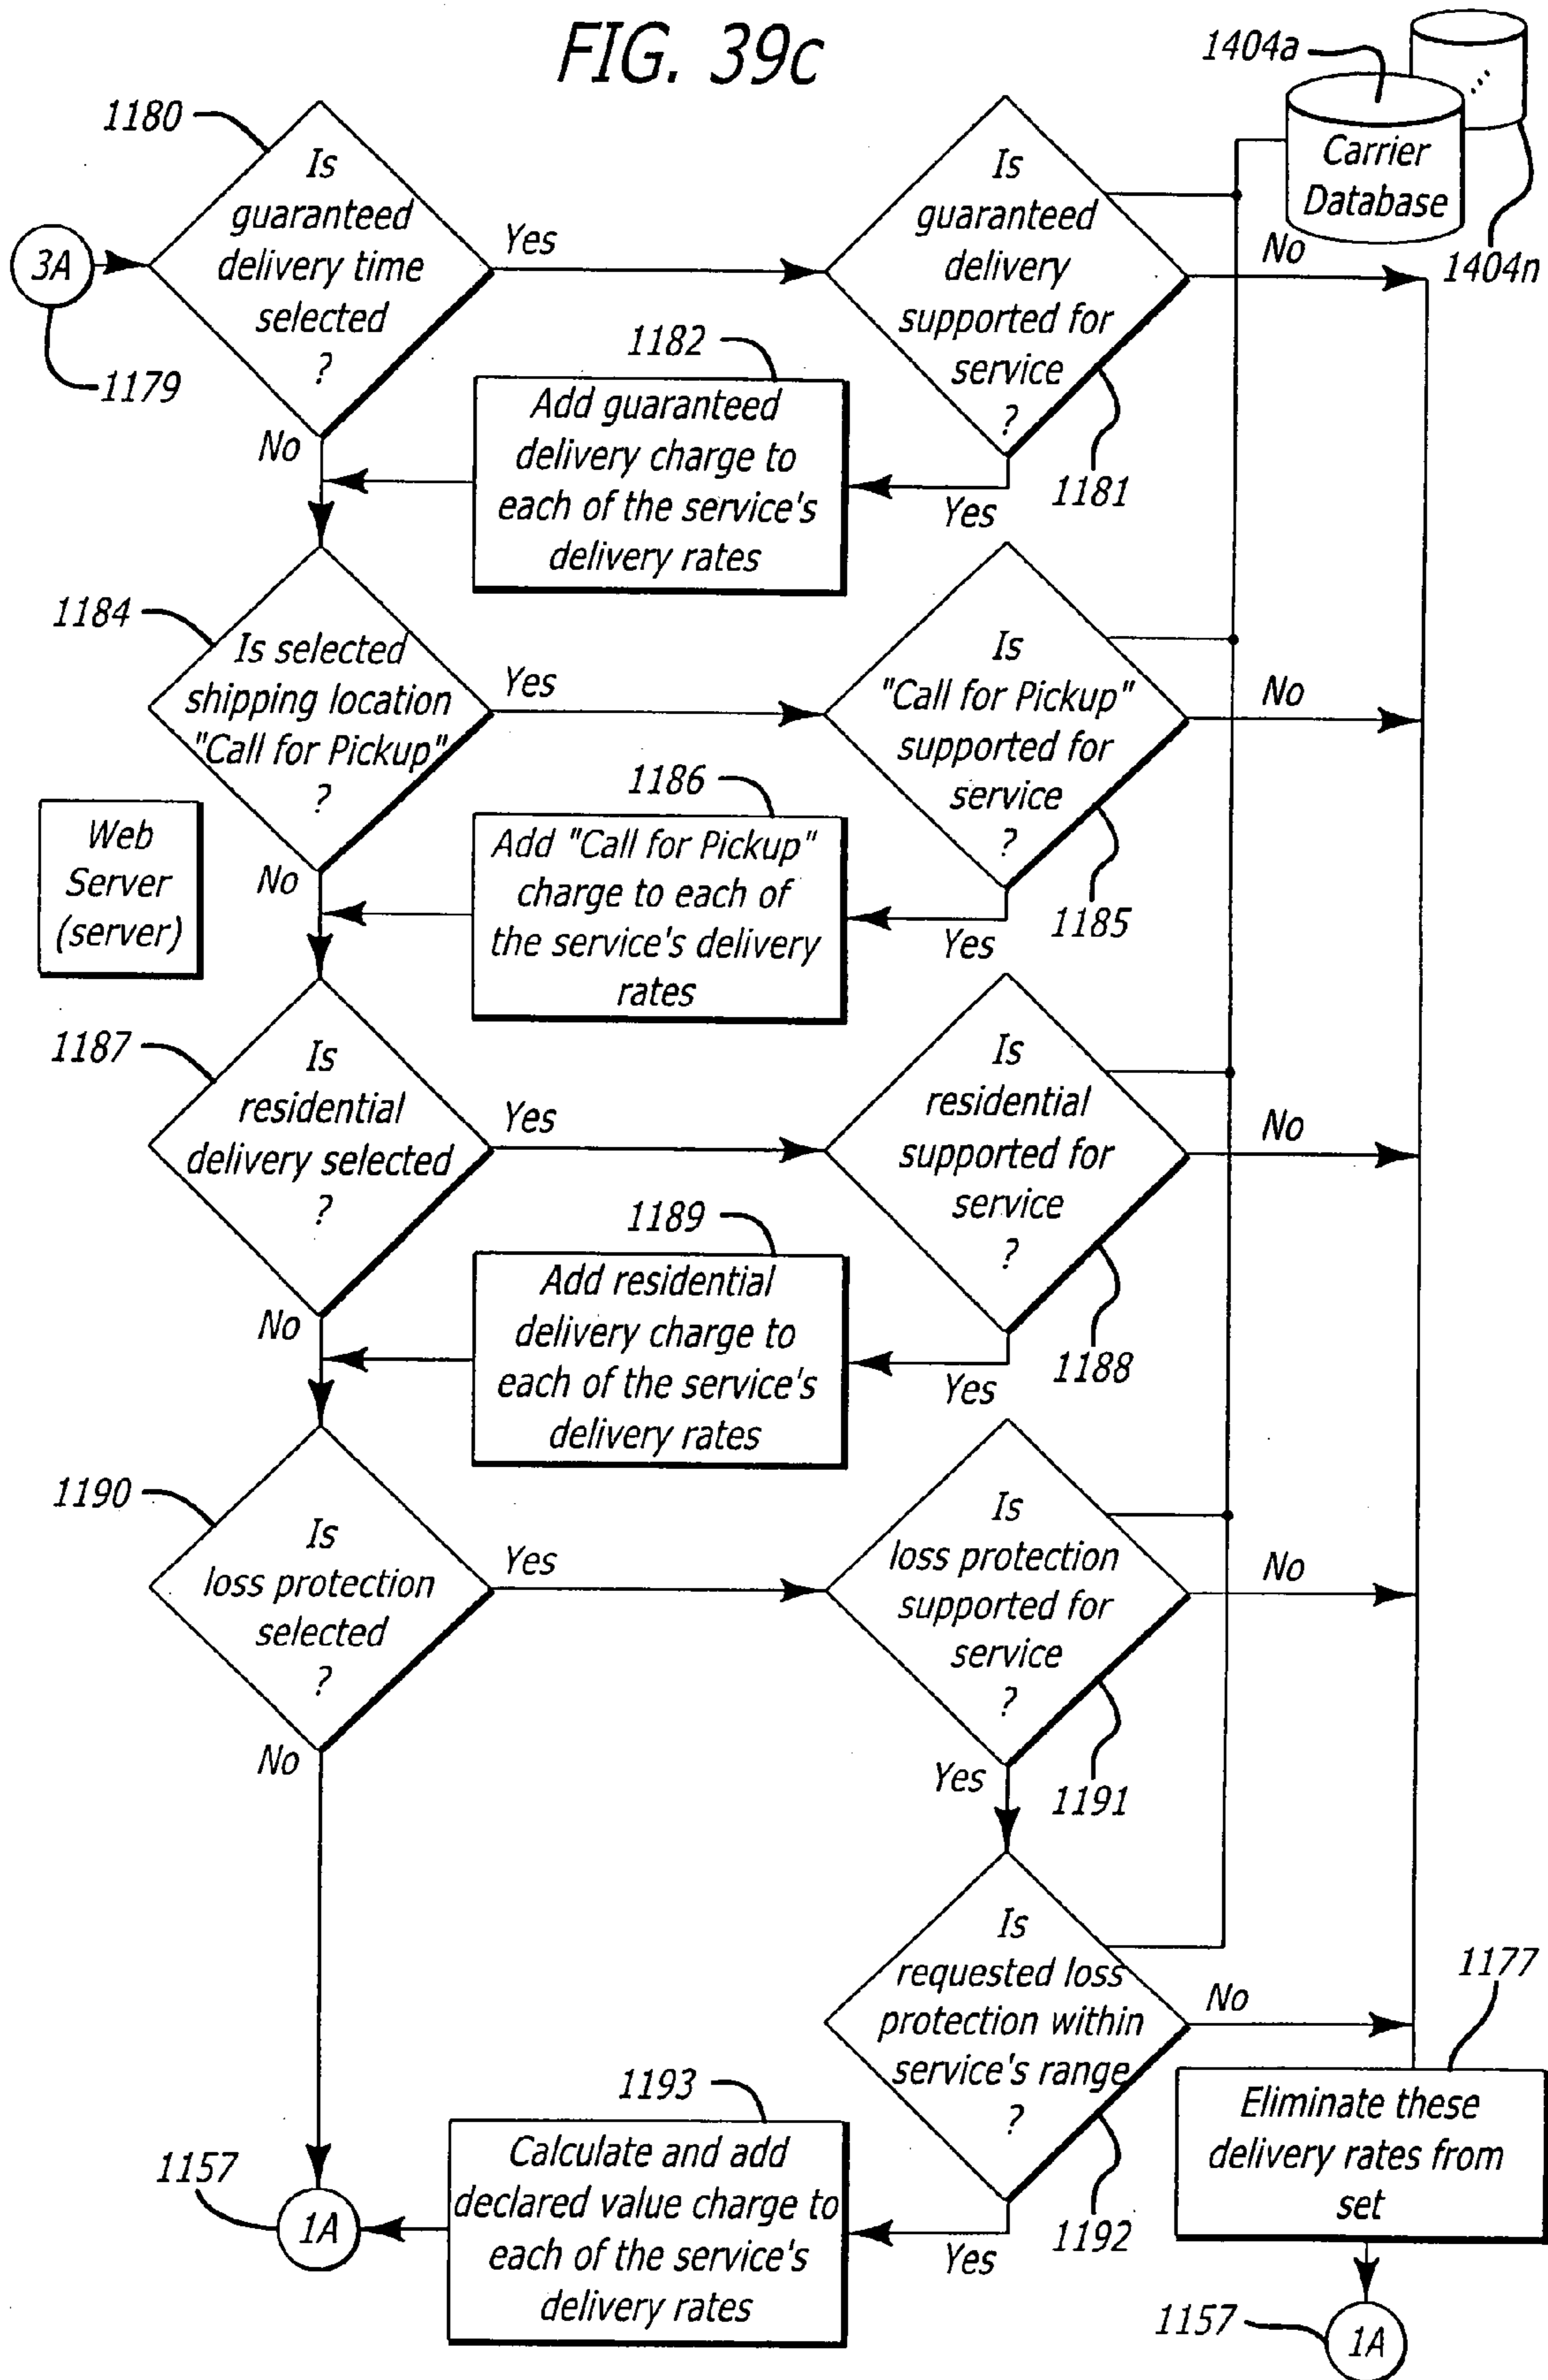 FIG. 39c
1404a
Carrier
Database
1404n
1180
Is
guaranteed
delivery time
selected
?
Yes
No
3A
1179
Is
guaranteed
delivery
supported for
service
?
No
Yes
1181
1182
Add guaranteed
delivery charge to
each of the service's
delivery rates
1184
Is selected
shipping location
"Call for Pickup"
?
Yes
No
Is
"Call for Pickup"
supported for
service
?
No
Yes
1185
1186
Add "Call for Pickup"
charge to each of
the service's delivery
rates
Web
Server
(server)
1187
Is
residential
delivery selected
?
Yes
No
Is
residential
supported for
service
?
No
Yes
1188
1189
Add residential
delivery charge to
each of the service's
delivery rates
1190
Is
loss protection
selected
?
Yes
No
Is
loss protection
supported for
service
?
No
Yes
1191
Is
requested loss
protection within
service's range
?
No
Yes
1192
1177
Eliminate these
delivery rates from
set
1193
Calculate and add
declared value charge to
each of the service's
delivery rates
1157
1A
1157
1A